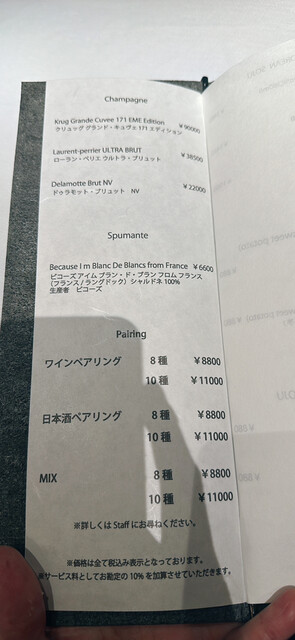 Champagne
Krug Grande Cuvee 171 EME Edition ￥90000
クリュッグ グランド・キュヴェ 171 エディション
Laurent-perrier ULTRA BRUT ￥38500
ローラン・ペリエ ウルトラ・ブリュット
Delamotte Brut NV ￥22000
ドゥラモット・ブリュット NV
Spumante
Because I m Blanc De Blancs from France ￥6600
ビコーズ アイム ブラン・ド・ブラン フロム フランス
(フランス / ラングドック) シャルドネ 100%
生産者 ビコーズ
Pairing
ワインペアリング 8 種 ￥8800
10 種 ￥11000
日本酒ペアリング 8 種 ￥8800
10 種 ￥11000
MIX 8 種 ￥8800
10 種 ￥11000
※詳しくは Staff にお尋ねください。
※価格は全て税込み表示となっております。
※サービス料としてお勘定の 10% を加算させていただきます。